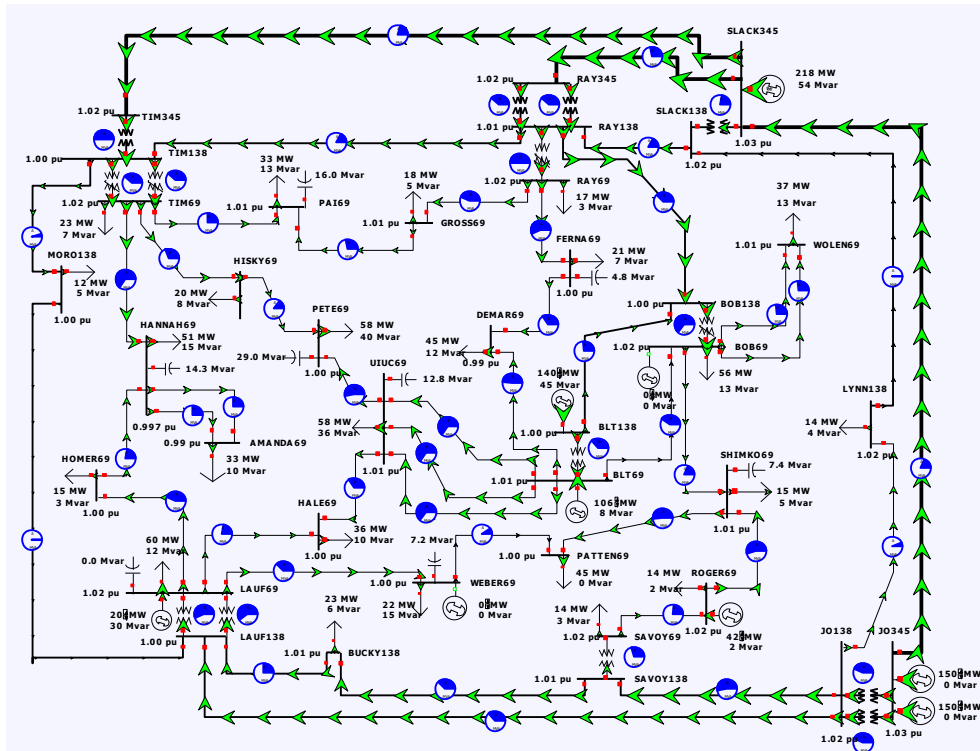 SLACK345
218 MW
54 Mvar
1.02 pu
RAY345
SLACK138
1.02 pu
TIM345
1.01 pu
RAY138
1.03 pu
1.00 pu
TIM138
33 MW
13 Mvar
16.0 Mvar
18 MW
5 Mvar
1.02 pu
RAY69
1.02 pu
37 MW
13 Mvar
1.02 pu
TIM69
PAI69
1.01 pu
17 MW
3 Mvar
23 MW
7 Mvar
1.01 pu
GROSS69
FERNA69
1.01 pu
WOLEN69
MORO138
12 MW
5 Mvar
HISKY69
21 MW
7 Mvar
4.8 Mvar
1.00 pu
20 MW
8 Mvar
1.00 pu
PETE69
1.00 pu
BOB138
HANNAH69
51 MW
15 Mvar
58 MW
40 Mvar
DEMAR69
45 MW
12 Mvar
1.02 pu
BOB69
29.0 Mvar
1.00 pu
UIUC69
0.99 pu
140 MW
45 Mvar
56 MW
13 Mvar
14.3 Mvar
12.8 Mvar
0 MW
0 Mvar
LYNN138
0.997 pu
58 MW
36 Mvar
1.00 pu
BLT138
14 MW
4 Mvar
0.99 pu
AMANDA69
1.02 pu
HOMER69
33 MW
10 Mvar
1.01 pu
1.01 pu
BLT69
SHIMKO69
7.4 Mvar
15 MW
3 Mvar
1.00 pu
HALE69
106 MW
8 Mvar
15 MW
5 Mvar
60 MW
12 Mvar
36 MW
10 Mvar
1.01 pu
0.0 Mvar
1.00 pu
7.2 Mvar
1.00 pu
PATTEN69
1.02 pu
LAUF69
1.00 pu
WEBER69
45 MW
0 Mvar
14 MW
2 Mvar
ROGER69
20 MW
30 Mvar
23 MW
6 Mvar
22 MW
15 Mvar
0 MW
0 Mvar
14 MW
3 Mvar
1.02 pu
1.00 pu
LAUF138
1.02 pu
SAVOY69
42 MW
2 Mvar
JO138
JO345
1.01 pu
BUCKY138
1.01 pu
SAVOY138
150 MW
0 Mvar
150 MW
0 Mvar
1.02 pu
1.03 pu